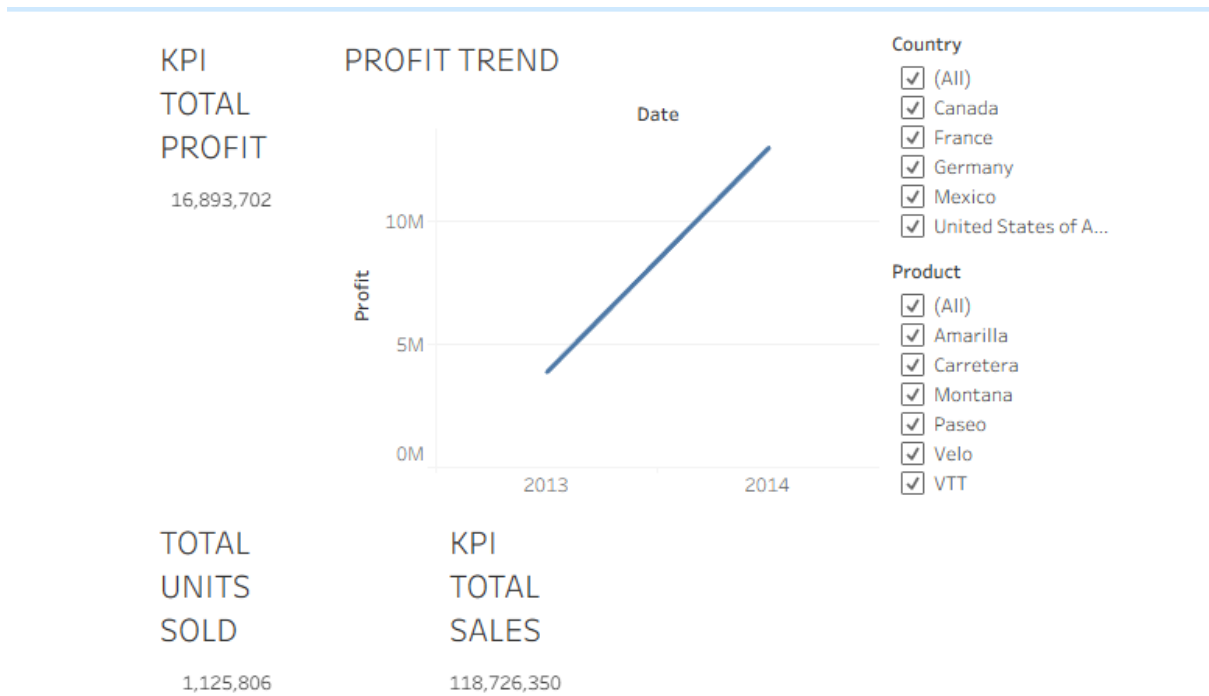 KPI
TOTAL
PROFIT
16,893,702
PROFIT TREND
Date
Profit
10M
5M
0M
2013
2014
Country
(All)
Canada
France
Germany
Mexico
United States of A...
Product
(All)
Amarilla
Carretera
Montana
Paseo
Velo
VTT
TOTAL
UNITS
SOLD
1,125,806
KPI
TOTAL
SALES
118,726,350